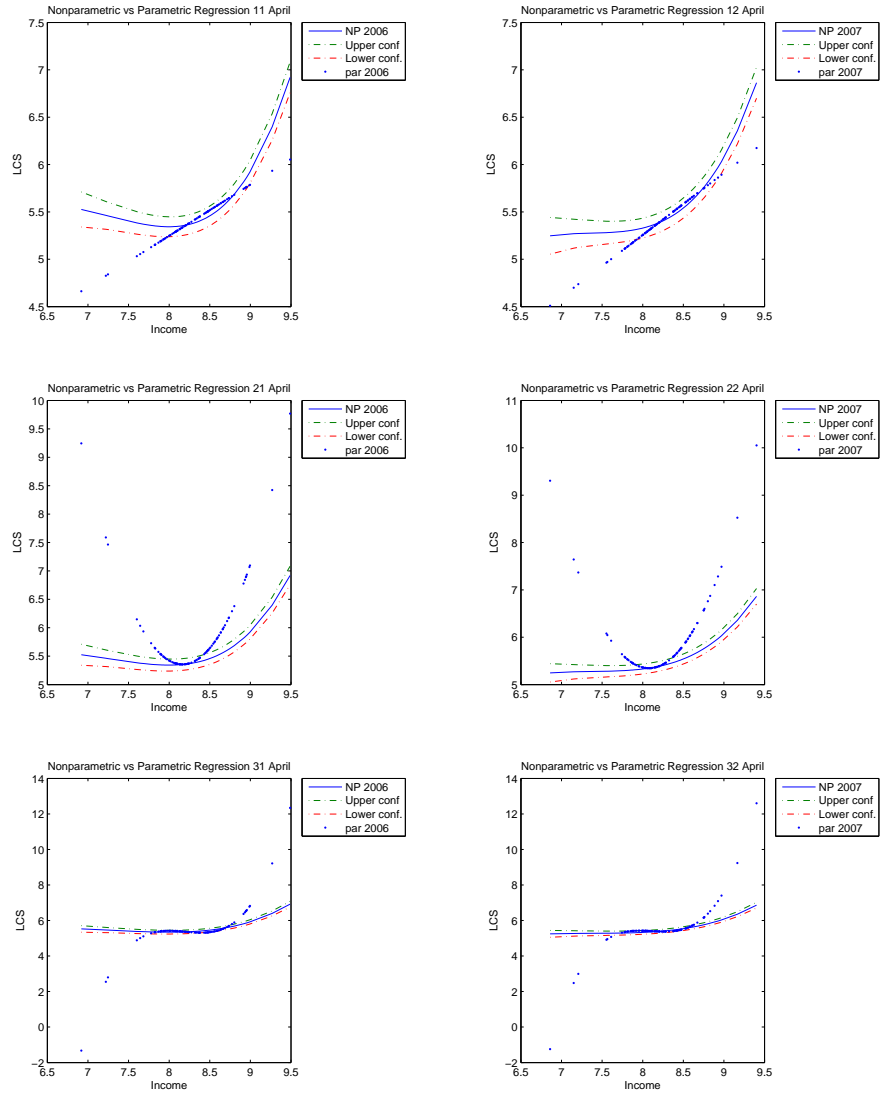 Nonparametric vs Parametric Regression 11 April
7.5
7
6.5
6
5.5
5
4.5
LCS
6.5 7 7.5 8 8.5 9 9.5
Income
NP 2006
Upper conf
Lower conf.
par 2006
Nonparametric vs Parametric Regression 12 April
7.5
7
6.5
6
5.5
5
4.5
LCS
6.5 7 7.5 8 8.5 9 9.5
Income
NP 2007
Upper conf
Lower conf.
par 2007
Nonparametric vs Parametric Regression 21 April
10
9.5
9
8.5
8
7.5
7
6.5
6
5.5
5
LCS
6.5 7 7.5 8 8.5 9 9.5
Income
NP 2006
Upper conf
Lower conf.
par 2006
Nonparametric vs Parametric Regression 22 April
11
10
9
8
7
6
5
LCS
6.5 7 7.5 8 8.5 9 9.5
Income
NP 2007
Upper conf
Lower conf.
par 2007
Nonparametric vs Parametric Regression 31 April
14
12
10
8
6
4
2
0
−2
LCS
6.5 7 7.5 8 8.5 9 9.5
Income
NP 2006
Upper conf
Lower conf.
par 2006
Nonparametric vs Parametric Regression 32 April
14
12
10
8
6
4
2
0
−2
LCS
6.5 7 7.5 8 8.5 9 9.5
Income
NP 2007
Upper conf
Lower conf.
par 2007